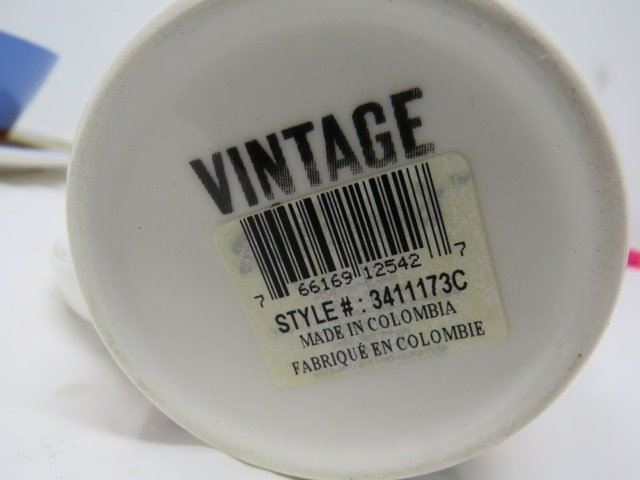 VINTAGE
7 66169 12542 7
STYLE # : 3411173C
MADE IN COLOMBIA
FABRIQUÉ EN COLOMBIE